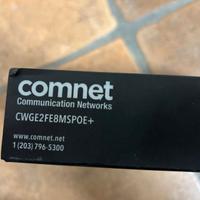 comnet
Communication Networks
CWGE2FE8MSPOE+
www.comnet.net
1 (203) 796-5300